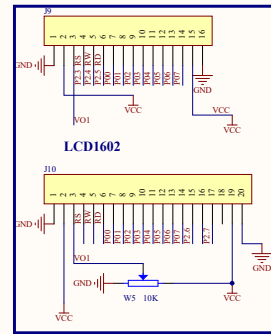 J9
1 2 3 4 5 6 7 8 9 10 11 12 13 14 15 16
P2.3 RS
P2.4 RW
P2.5 RD
P00
P01
P02
P03
P04
P05
P06
P07
GND
GND
VO1
VCC
VCC
VCC
LCD1602
J10
1 2 3 4 5 6 7 8 9 10 11 12 13 14 15 16 17 18 19 20
RS
RW
RD
P00
P01
P02
P03
P04
P05
P06
P07
P2.6
P2.7
GND
VO1
GND
GND
W5 10K
VCC
VCC